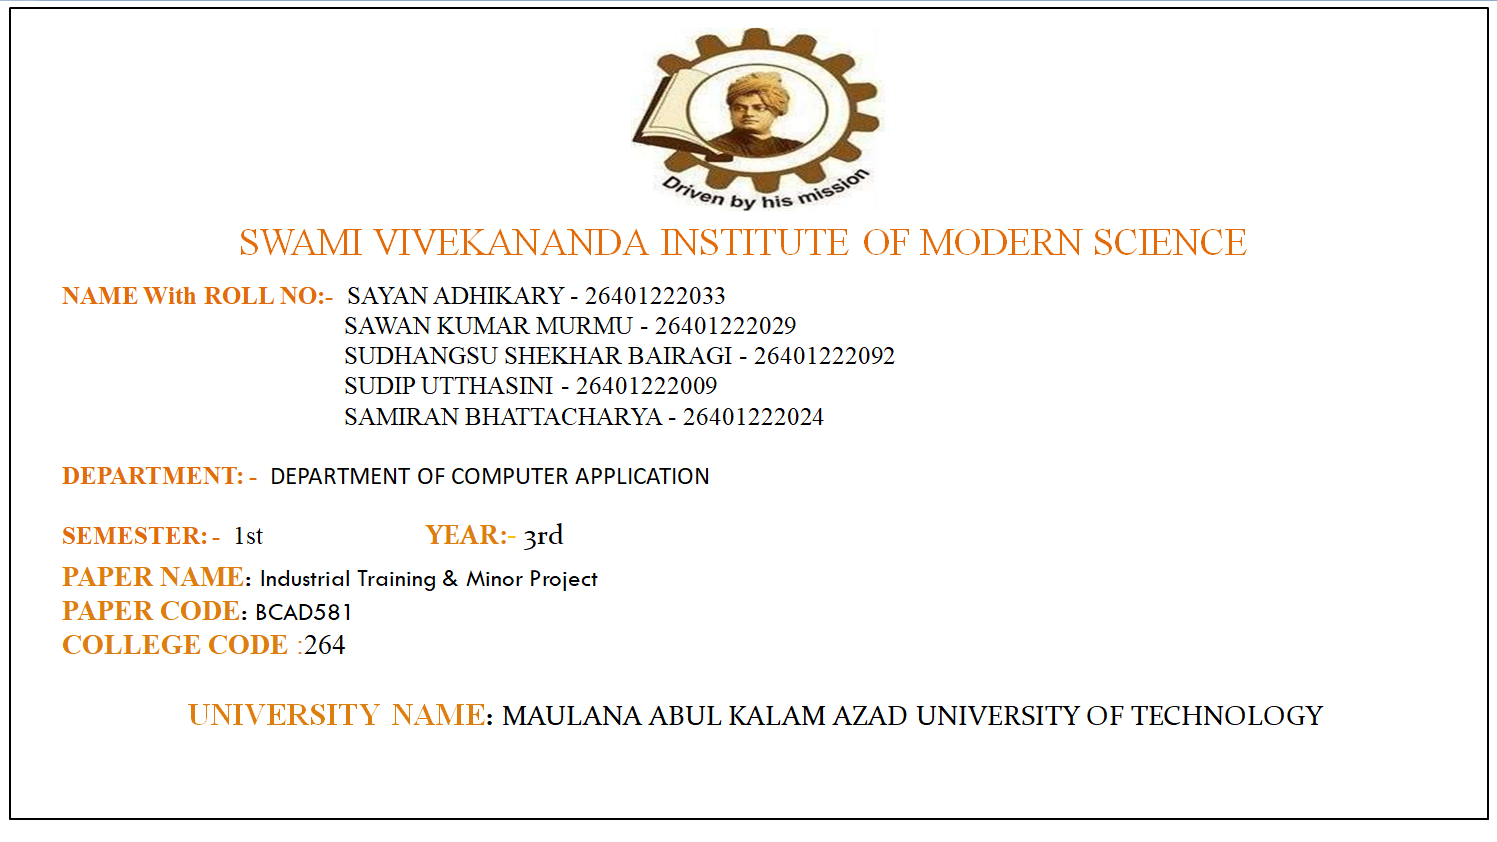 Driven by his mission
SWAMI VIVEKANANDA INSTITUTE OF MODERN SCIENCE
NAME With ROLL NO:- SAYAN ADHIKARY - 26401222033
SAWAN KUMAR MURMU - 26401222029
SUDHANGSU SHEKHAR BAIRAGI - 26401222092
SUDIP UTTHASINI - 26401222009
SAMIRAN BHATTACHARYA - 26401222024
DEPARTMENT: - DEPARTMENT OF COMPUTER APPLICATION
SEMESTER: - 1st YEAR:- 3rd
PAPER NAME: Industrial Training & Minor Project
PAPER CODE: BCAD581
COLLEGE CODE :264
UNIVERSITY NAME: MAULANA ABUL KALAM AZAD UNIVERSITY OF TECHNOLOGY